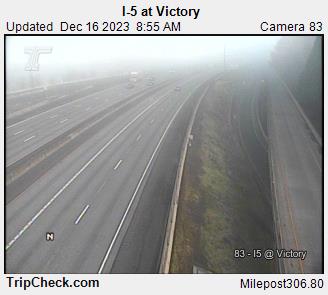 I-5 at Victory
Updated Dec 16 2023 8:55 AM Camera 83
N
83 - I5 @ Victory
TripCheck.com Milepost306.80